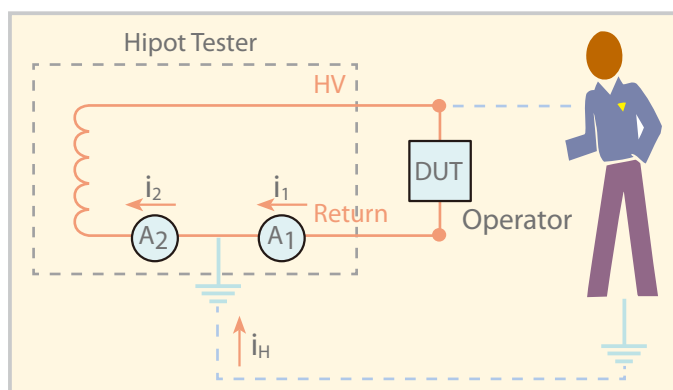 Hipot Tester
HV
DUT
i2
i1
Return
Operator
A2
A1
iH